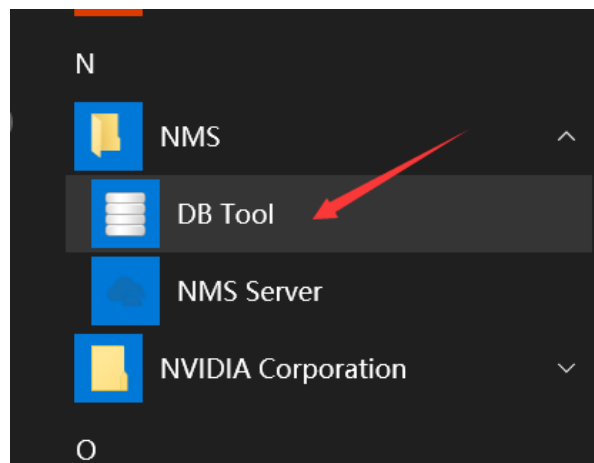 N
NMS
DB Tool
NMS Server
NVIDIA Corporation
O